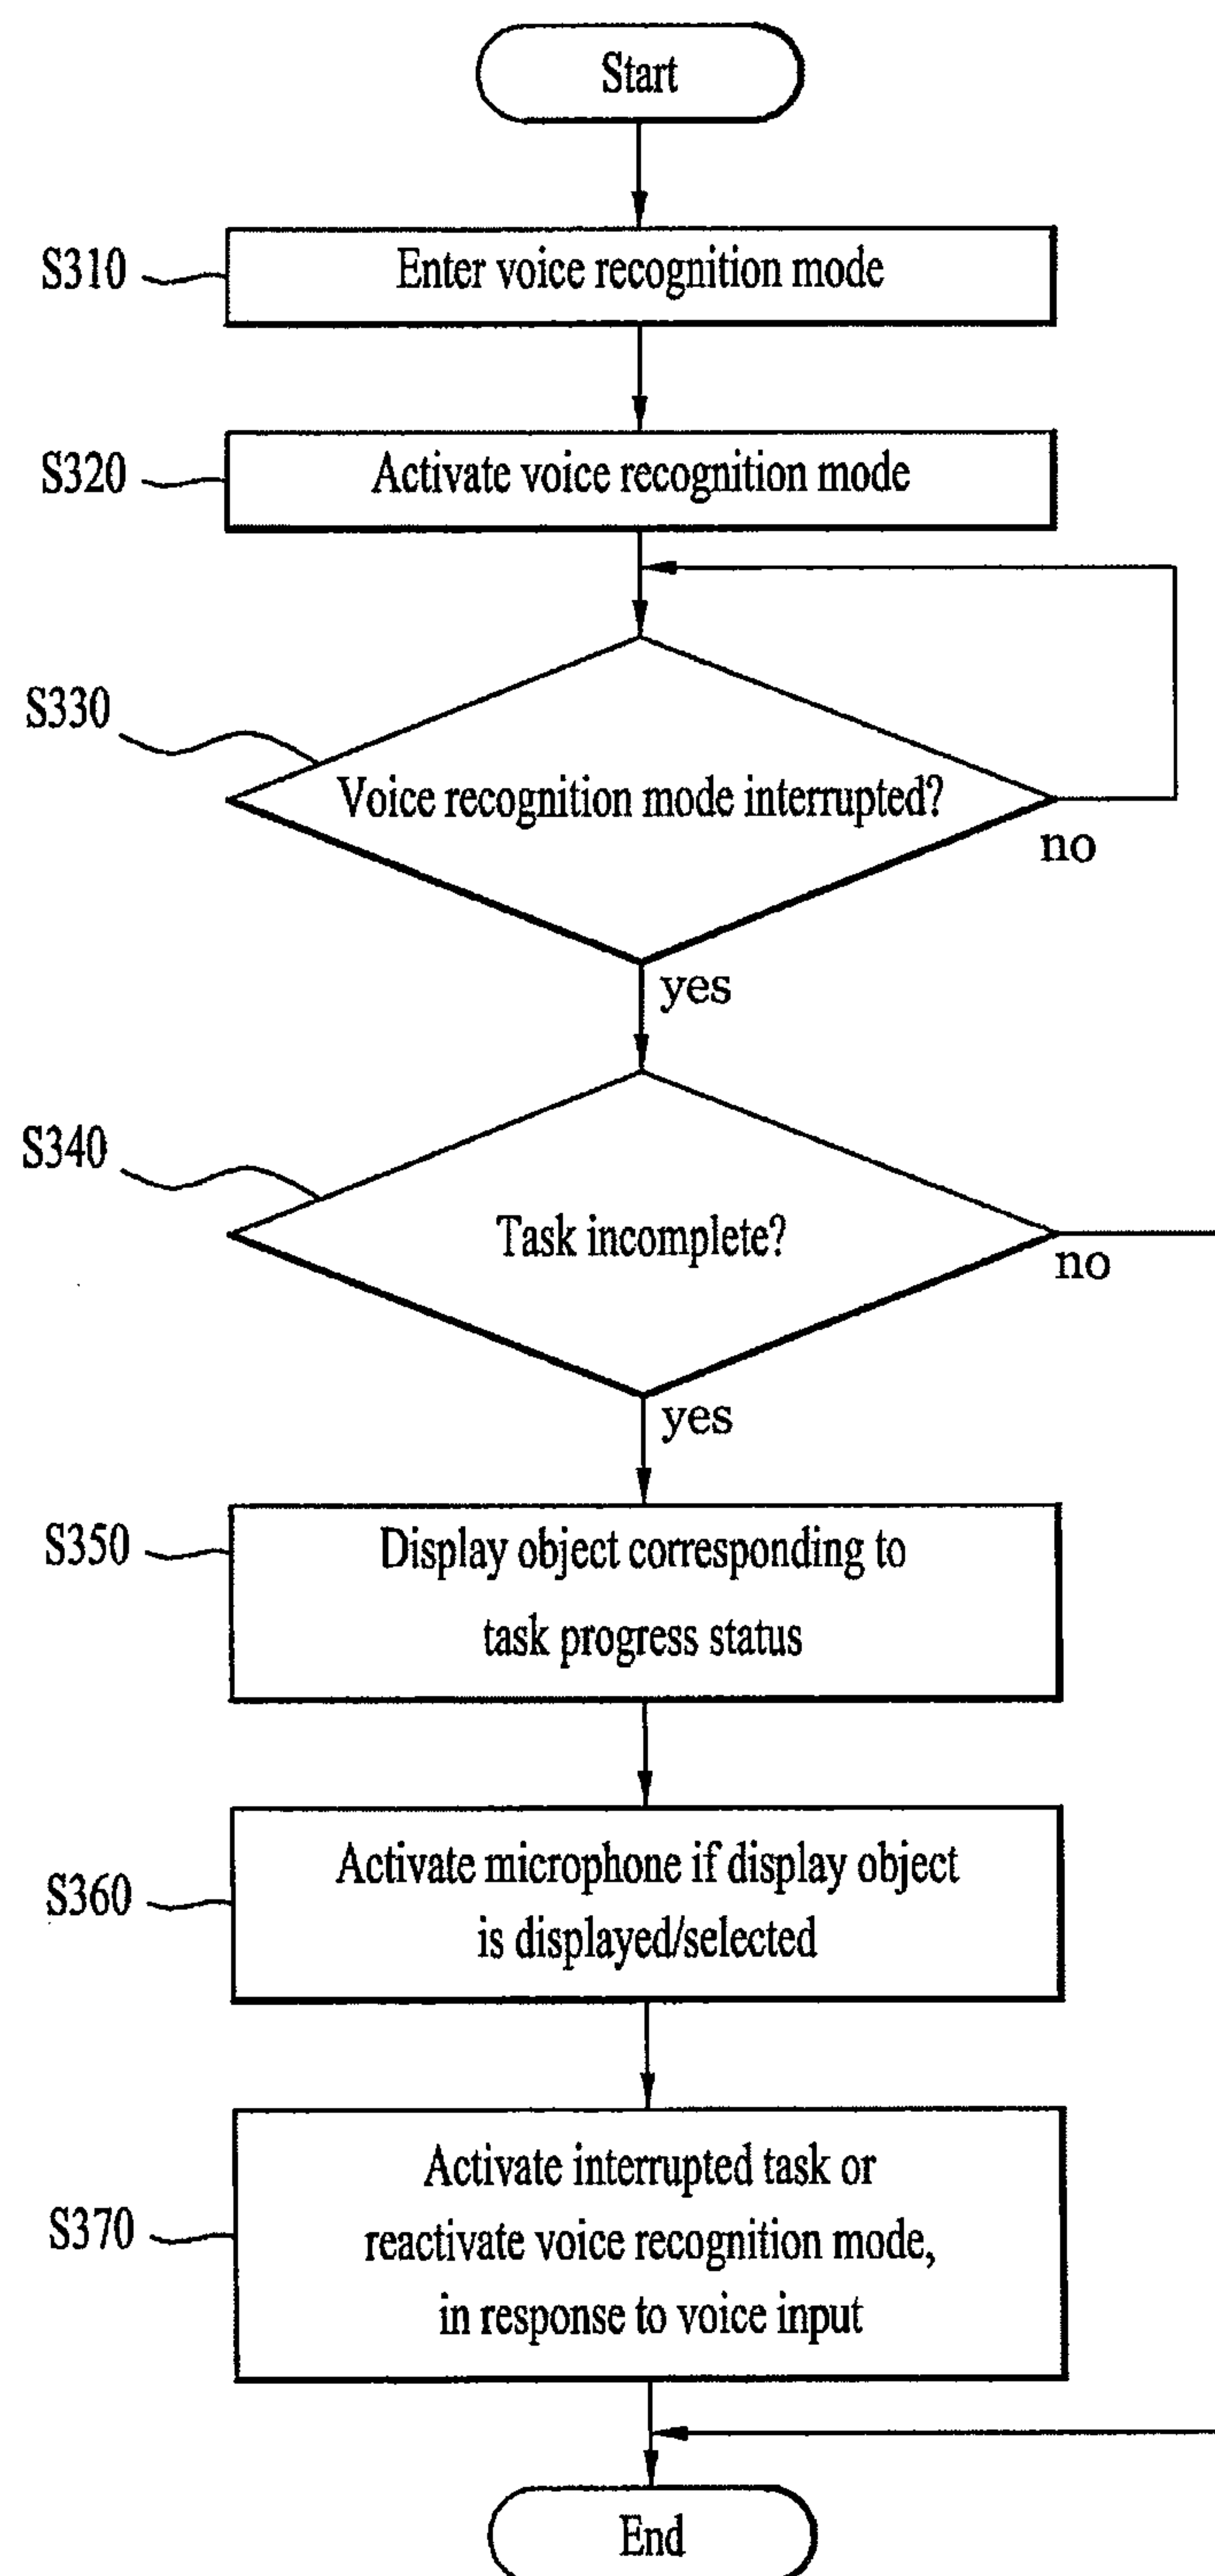 Start
S310
Enter voice recognition mode
S320
Activate voice recognition mode
S330
Voice recognition mode interrupted?
no
yes
S340
Task incomplete?
no
yes
S350
Display object corresponding to
task progress status
S360
Activate microphone if display object
is displayed/selected
S370
Activate interrupted task or
reactivate voice recognition mode,
in response to voice input
End